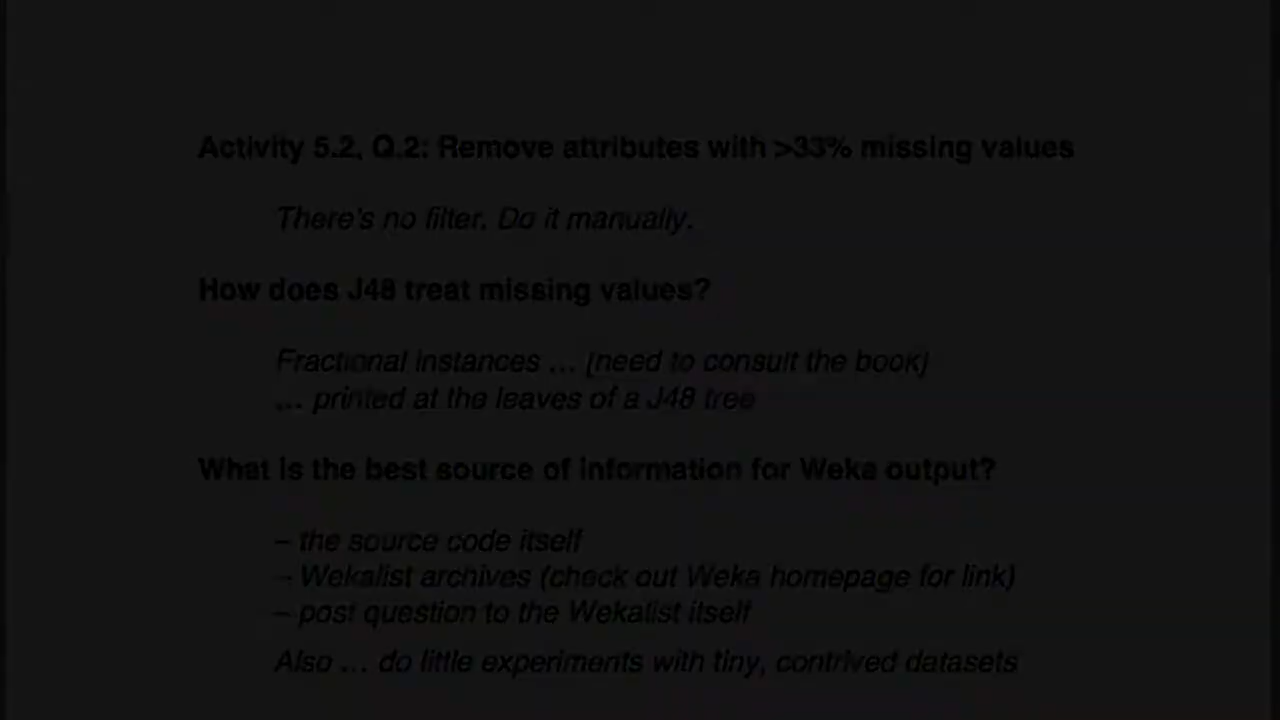 Activity 5.2, Q.2: Remove attributes with >33% missing values
There's no filter. Do it manually.
How does J48 treat missing values?
Fractional instances … (need to consult the book)
… printed at the leaves of a J48 tree
What is the best source of information for Weka output?
– the source code itself
– Wekalist archives (check out Weka homepage for link)
– post question to the Wekalist itself
Also … do little experiments with tiny, contrived datasets